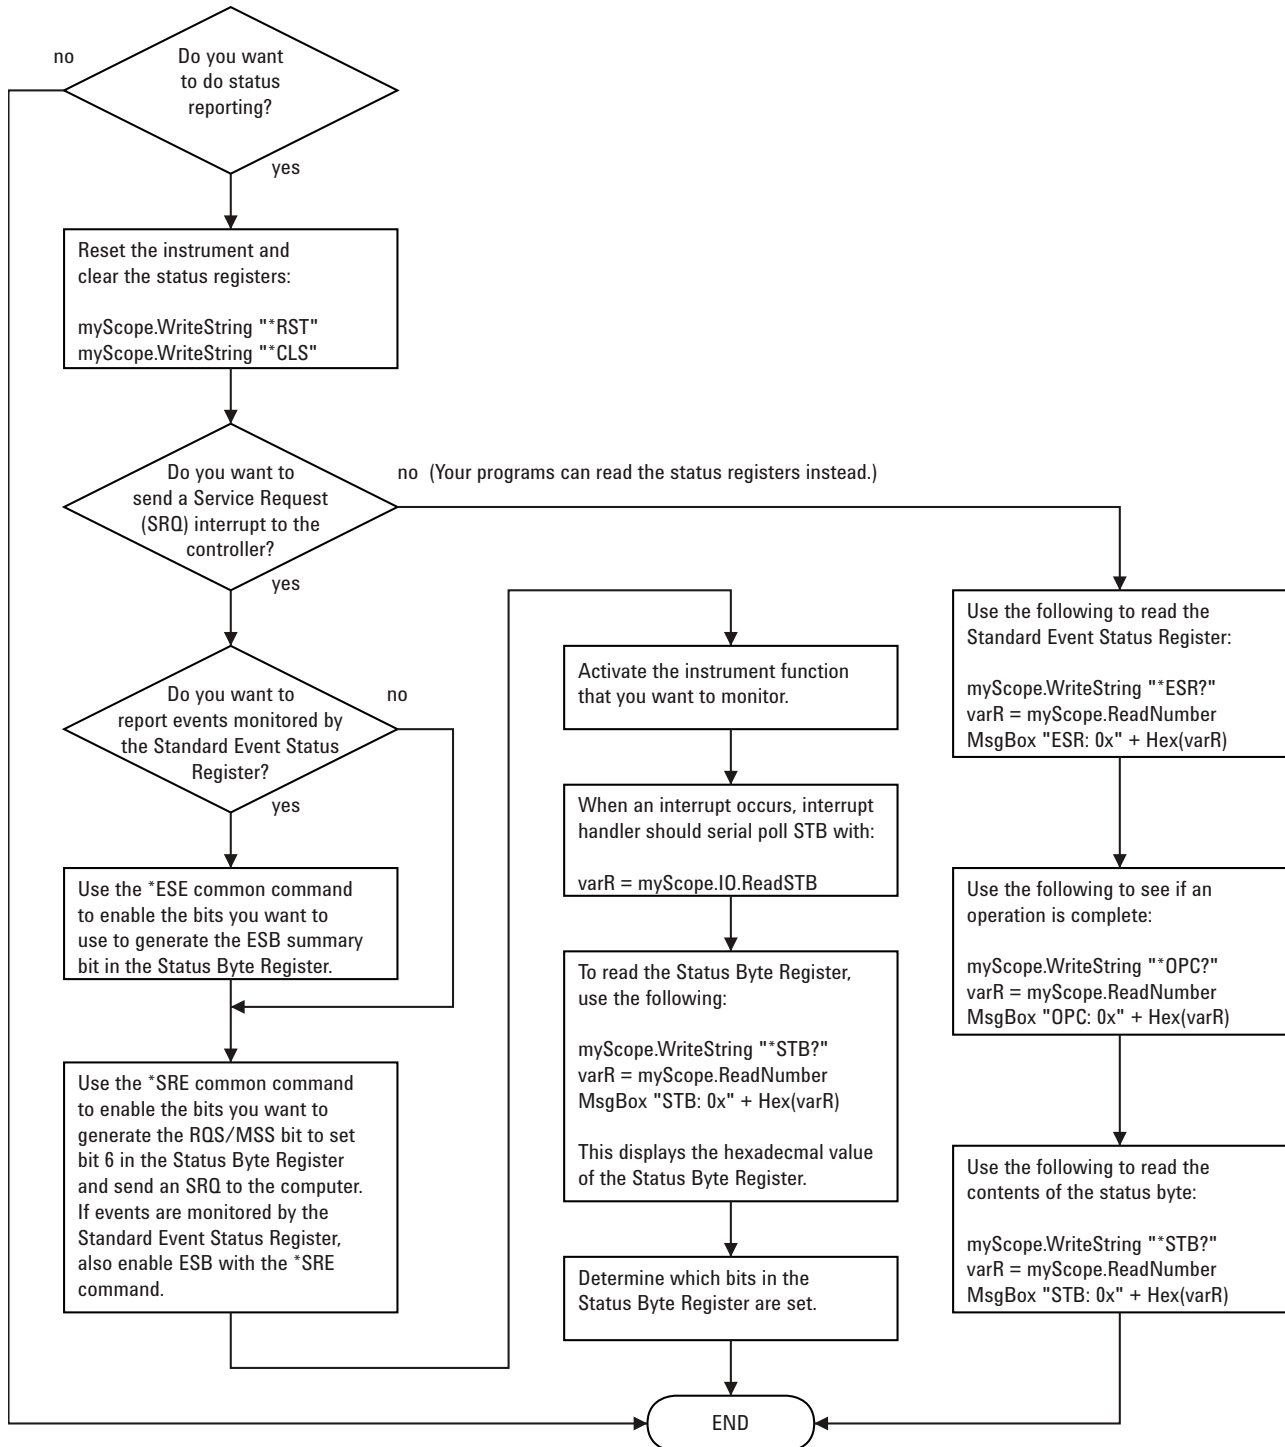 Do you want
to do status
reporting?
no
yes
Reset the instrument and
clear the status registers:
myScope.WriteString "*RST"
myScope.WriteString "*CLS"
Do you want to
send a Service Request
(SRQ) interrupt to the
controller?
no (Your programs can read the status registers instead.)
yes
Do you want to
report events monitored by
the Standard Event Status
Register?
no
yes
Use the *ESE common command
to enable the bits you want to
use to generate the ESB summary
bit in the Status Byte Register.
Use the *SRE common command
to enable the bits you want to
generate the RQS/MSS bit to set
bit 6 in the Status Byte Register
and send an SRQ to the computer.
If events are monitored by the
Standard Event Status Register,
also enable ESB with the *SRE
command.
Activate the instrument function
that you want to monitor.
When an interrupt occurs, interrupt
handler should serial poll STB with:
varR = myScope.IO.ReadSTB
To read the Status Byte Register,
use the following:
myScope.WriteString "*STB?"
varR = myScope.ReadNumber
MsgBox "STB: 0x" + Hex(varR)
This displays the hexadecmal value
of the Status Byte Register.
Determine which bits in the
Status Byte Register are set.
Use the following to read the
Standard Event Status Register:
myScope.WriteString "*ESR?"
varR = myScope.ReadNumber
MsgBox "ESR: 0x" + Hex(varR)
Use the following to see if an
operation is complete:
myScope.WriteString "*OPC?"
varR = myScope.ReadNumber
MsgBox "OPC: 0x" + Hex(varR)
Use the following to read the
contents of the status byte:
myScope.WriteString "*STB?"
varR = myScope.ReadNumber
MsgBox "STB: 0x" + Hex(varR)
END